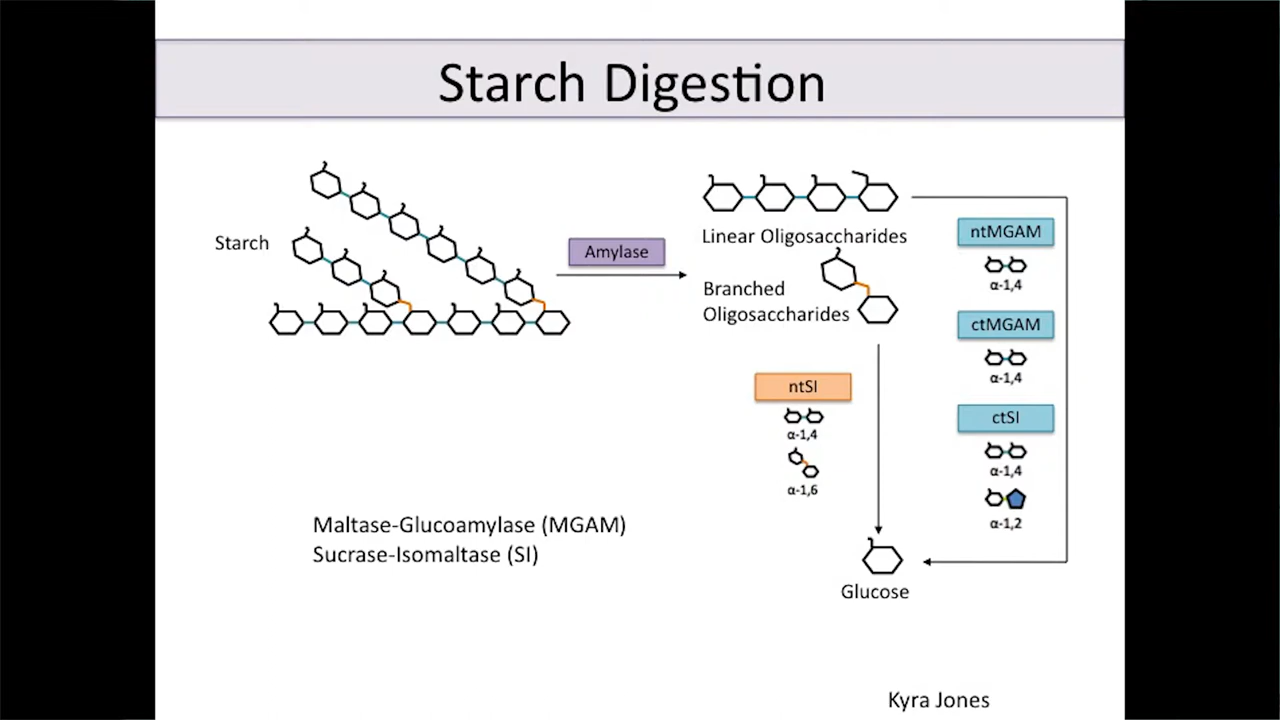 Starch Digestion
Starch
Amylase
Linear Oligosaccharides
Branched
Oligosaccharides
ntMGAM
α-1,4
ctMGAM
α-1,4
ctSI
α-1,4
α-1,2
ntSI
α-1,4
α-1,6
Maltase-Glucoamylase (MGAM)
Sucrase-Isomaltase (SI)
Glucose
Kyra Jones